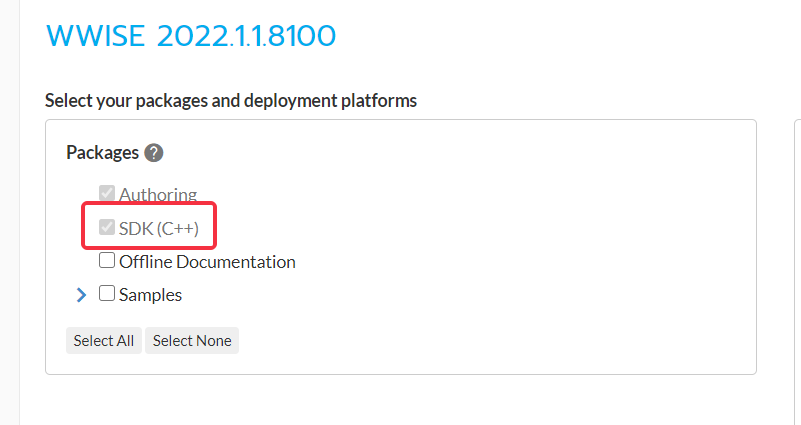 WWISE 2022.1.1.8100
Select your packages and deployment platforms
Packages ?
Authoring
SDK (C++)
Offline Documentation
Samples
Select All Select None